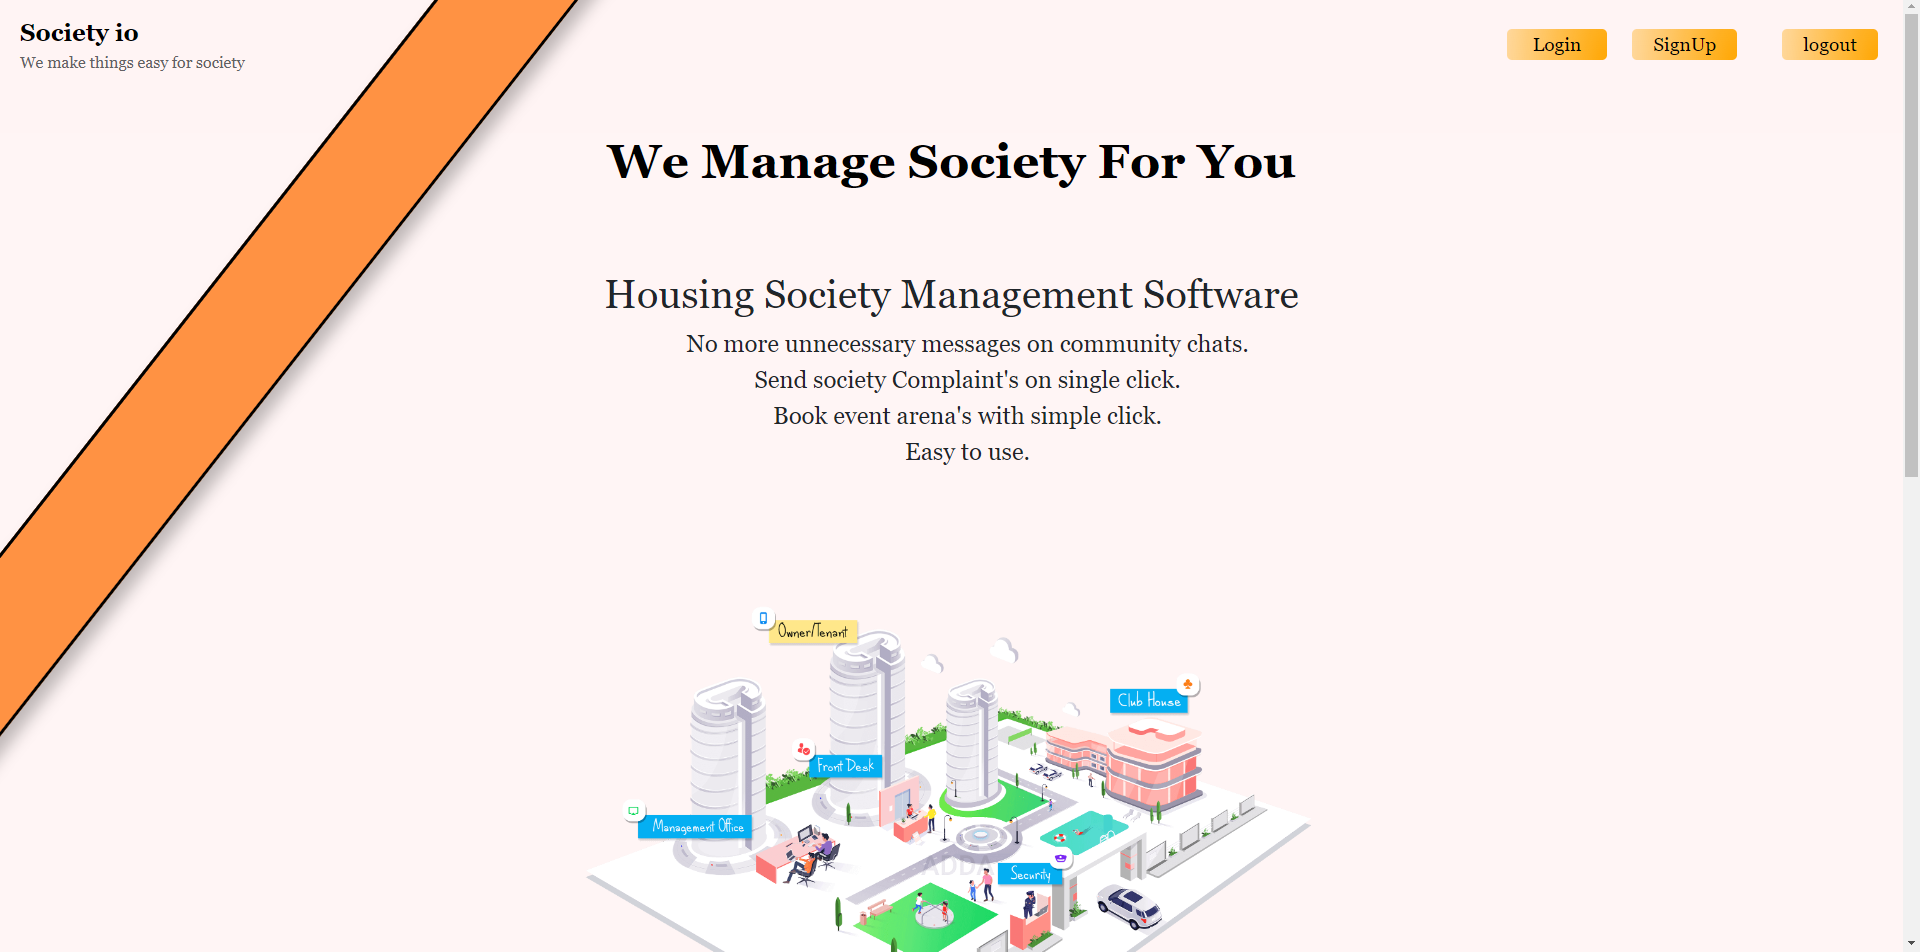 Society io
We make things easy for society
Login
SignUp
logout
We Manage Society For You
Housing Society Management Software
No more unnecessary messages on community chats.
Send society Complaint's on single click.
Book event arena's with simple click.
Easy to use.
Owner/Tenant
Club House
Front Desk
Management Office
ADDA
Security